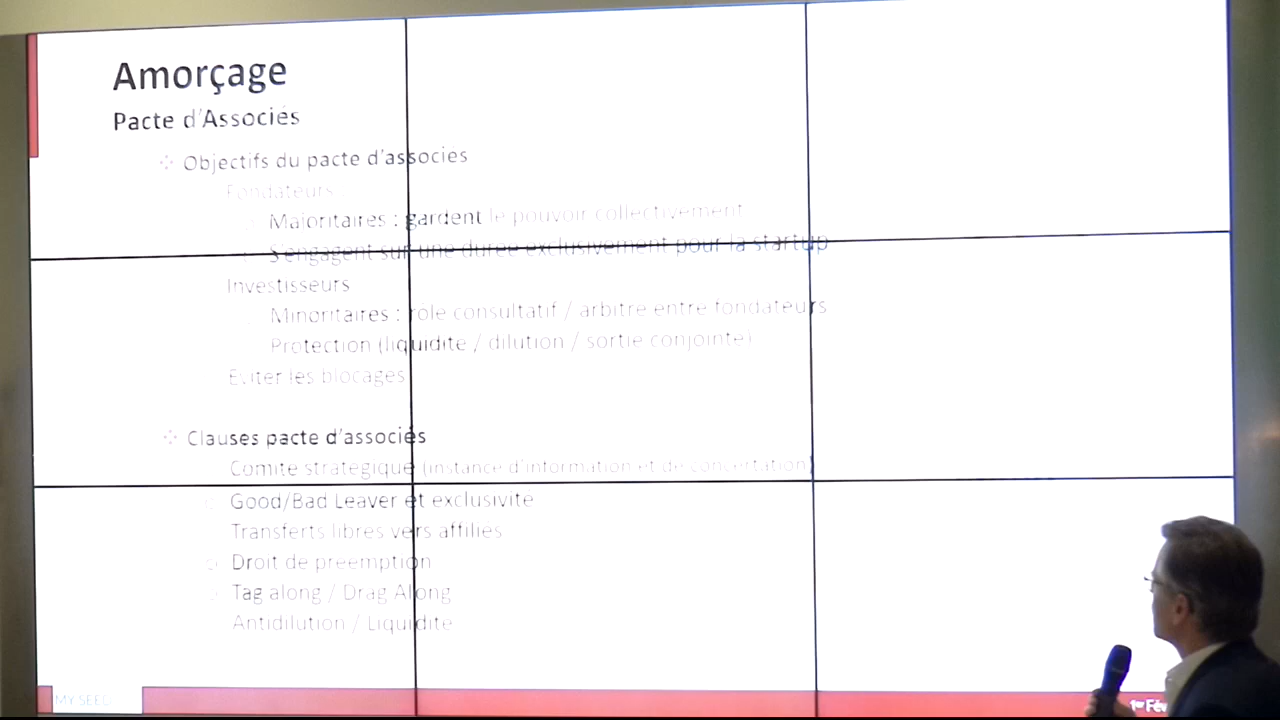 Amorçage
Pacte d'Associés
Objectifs du pacte d'associés
Fondateurs
Majoritaires : gardent le pouvoir collectivement
S'engagent sur une durée exclusivement pour la startup
Investisseurs
Minoritaires : rôle consultatif / arbitre entre fondateurs
Protection (liquidité / dilution / sortie conjointe)
Eviter les blocages
Clauses pacte d'associés
Comité stratégique (instance d'information et de concertation)
Good/Bad Leaver et exclusivité
Transferts libres vers affiliés
Droit de préemption
Tag along / Drag Along
Antidilution / Liquidité
MY SEED
1er